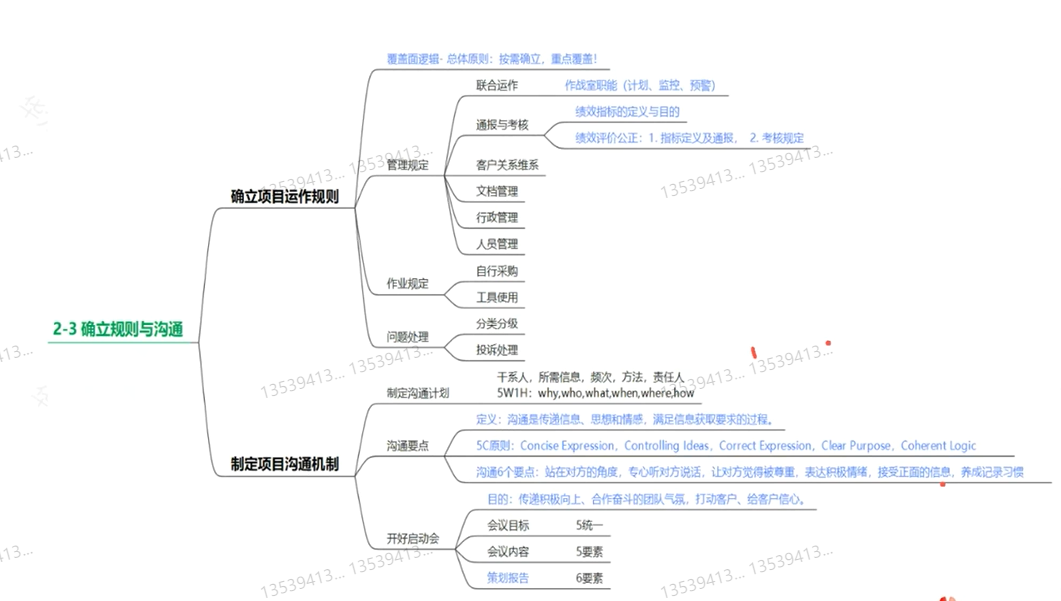 覆盖面逻辑- 总体原则：按需确立，重点覆盖！
联合运作 作战室职能（计划、监控、预警）
绩效指标的定义与目的
通报与考核
绩效评价公正：1. 指标定义及通报， 2. 考核规定
管理规定 客户关系维系
文档管理
确立项目运作规则
行政管理
人员管理
自行采购
作业规定
工具使用
分类分级
2-3 确立规则与沟通
问题处理
投诉处理
干系人，所需信息，频次，方法，责任人
制定沟通计划 5W1H：why,who,what,when,where,how
定义：沟通是传递信息、思想和情感，满足信息获取要求的过程。
沟通要点 5C原则：Concise Expression，Controlling Ideas，Correct Expression，Clear Purpose，Coherent Logic
制定项目沟通机制
沟通6个要点：站在对方的角度，专心听对方说话，让对方觉得被尊重，表达积极情绪，接受正面的信息，养成记录习惯
目的：传递积极向上、合作奋斗的团队气氛，打动客户、给客户信心。
会议目标 5统一
开好启动会
会议内容 5要素
策划报告 6要素
13539413... 13539413...
13539413... 13539413...
13539413... 13539413...
13539413... 13539413...
13539413... 13539413...
13539413... 13539413...